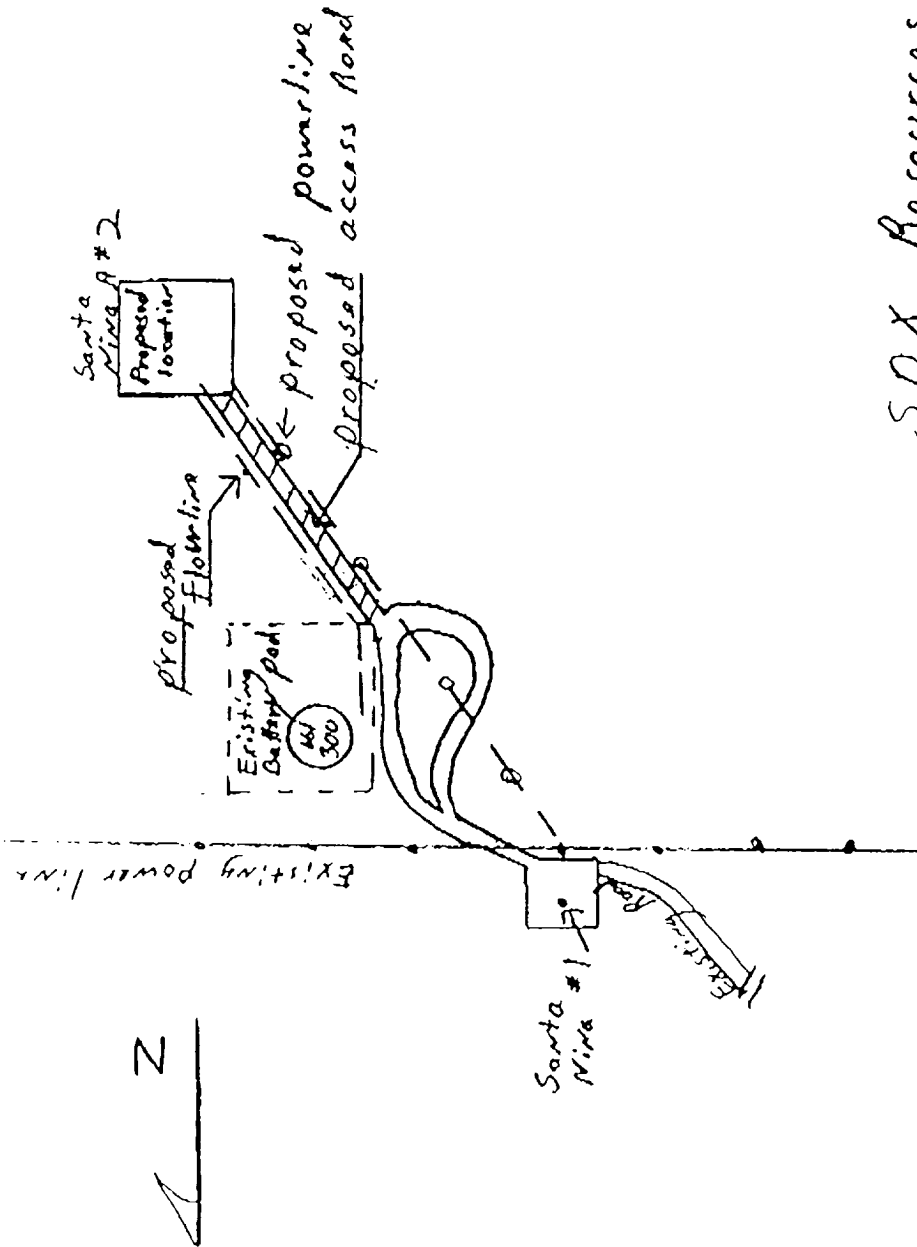 Z
Santa
Nina A #2
Proposed
location
proposed
Flowline
proposed powerline
proposed access Road
Existing
Battery pad
300
Existing power line
Santa
Nina #1
Existing
Road
SDX Resources